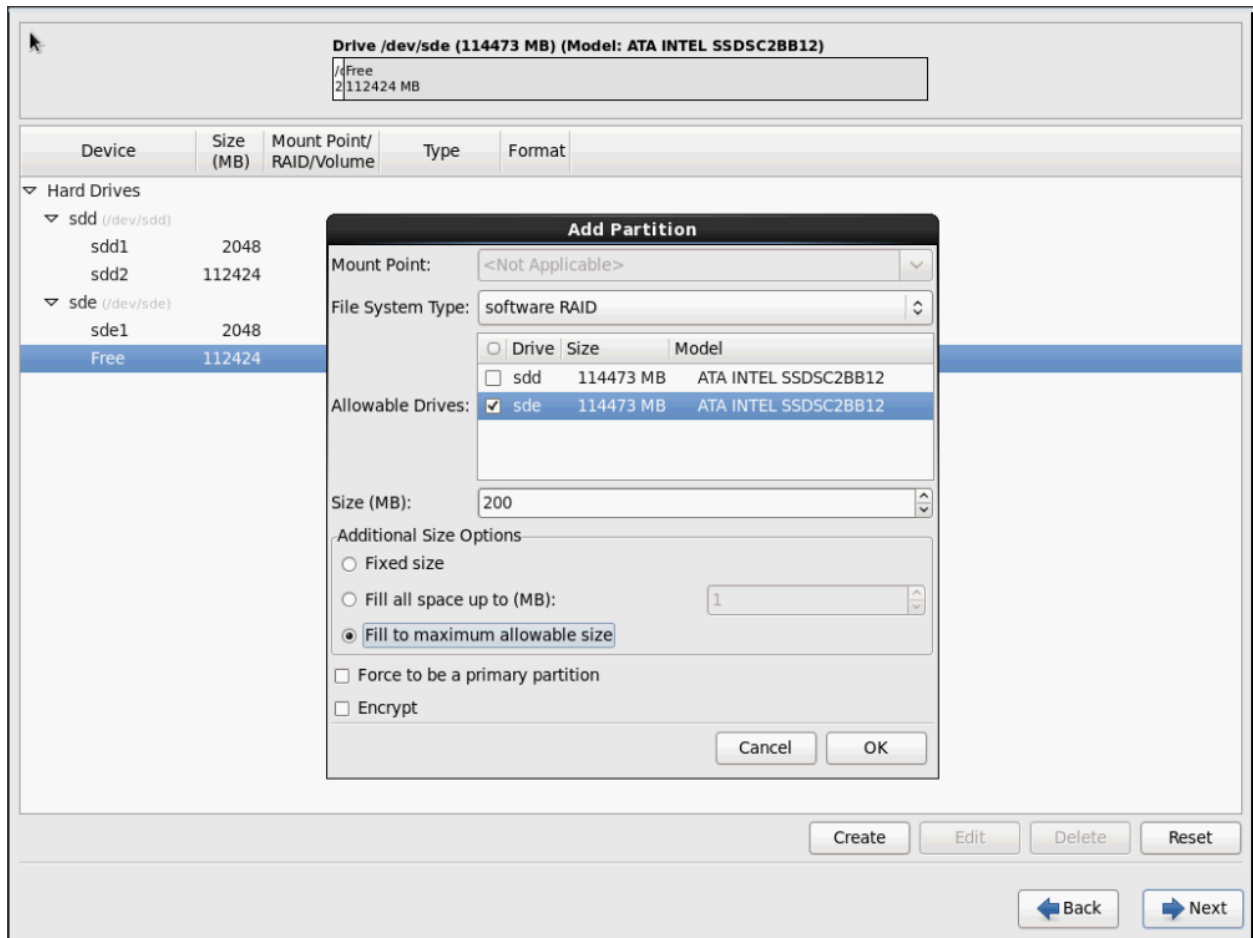 Drive /dev/sde (114473 MB) (Model: ATA INTEL SSDSC2BB12)
Free
2 112424 MB
Device Size (MB) Mount Point/ RAID/Volume Type Format
Hard Drives
sdd (/dev/sdd)
sdd1 2048
sdd2 112424
sde (/dev/sde)
sde1 2048
Free 112424
Add Partition
Mount Point: <Not Applicable>
File System Type: software RAID
Allowable Drives:
Drive Size Model
sdd 114473 MB ATA INTEL SSDSC2BB12
sde 114473 MB ATA INTEL SSDSC2BB12
Size (MB): 200
Additional Size Options
Fixed size
Fill all space up to (MB): 1
Fill to maximum allowable size
Force to be a primary partition
Encrypt
Cancel OK
Create Edit Delete Reset
Back Next